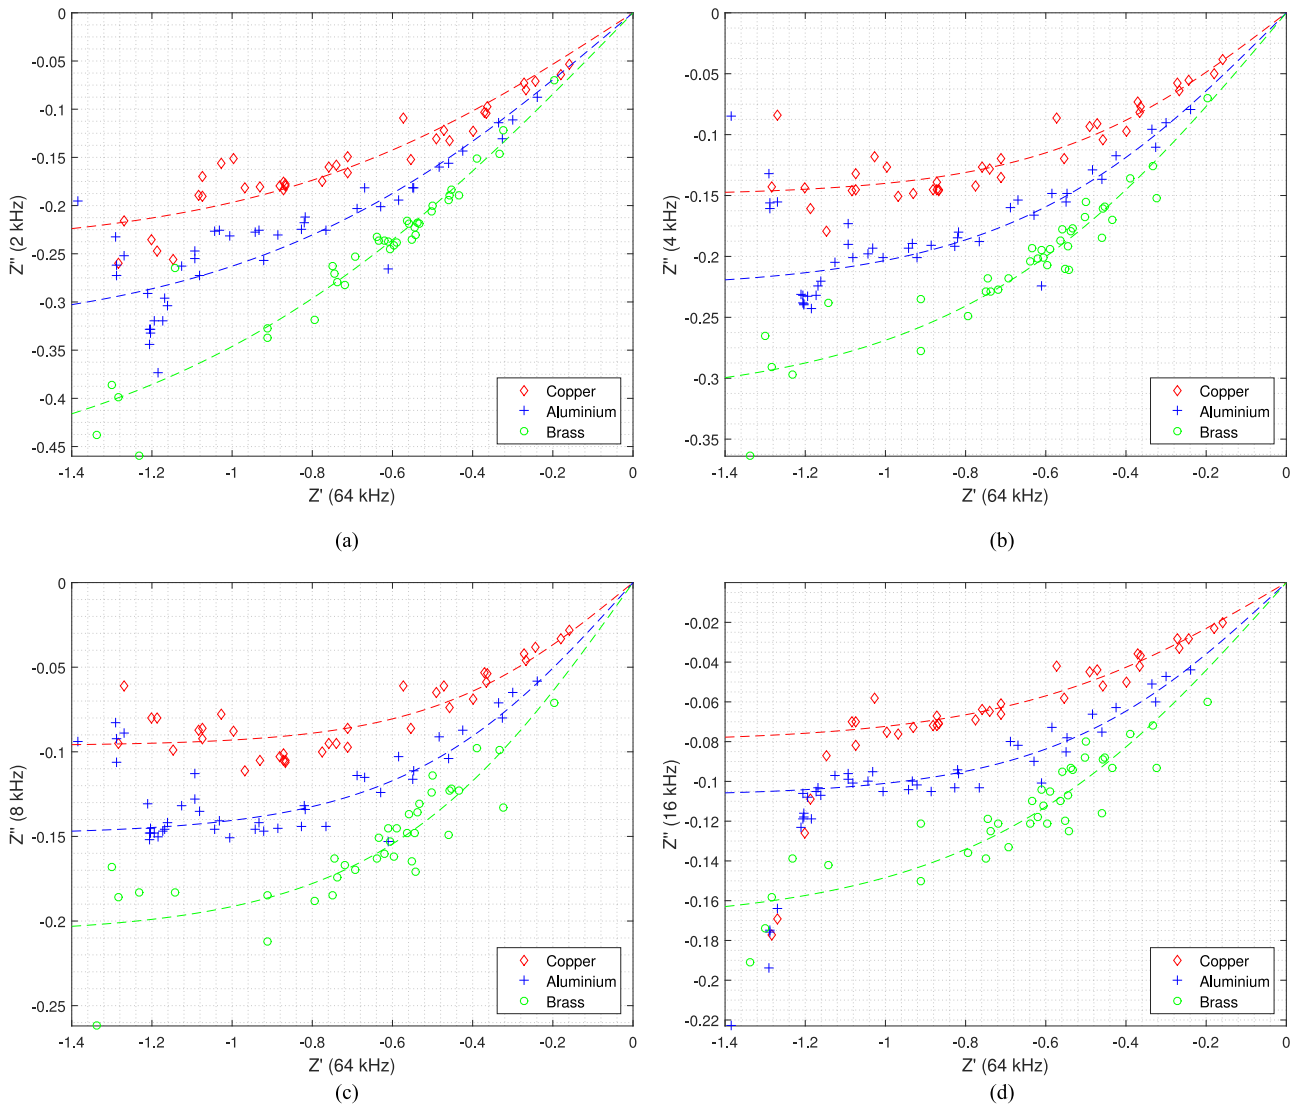 0
-0.05
-0.1
-0.15
-0.2
-0.25
-0.3
-0.35
-0.4
-0.45
Z'' (2 kHz)
-1.4 -1.2 -1 -0.8 -0.6 -0.4 -0.2 0
Z' (64 kHz)
Copper
Aluminium
Brass
(a)
0
-0.05
-0.1
-0.15
-0.2
-0.25
-0.3
-0.35
Z'' (4 kHz)
-1.4 -1.2 -1 -0.8 -0.6 -0.4 -0.2 0
Z' (64 kHz)
Copper
Aluminium
Brass
(b)
0
-0.05
-0.1
-0.15
-0.2
-0.25
Z'' (8 kHz)
-1.4 -1.2 -1 -0.8 -0.6 -0.4 -0.2 0
Z' (64 kHz)
Copper
Aluminium
Brass
(c)
-0.02
-0.04
-0.06
-0.08
-0.1
-0.12
-0.14
-0.16
-0.18
-0.2
-0.22
Z'' (16 kHz)
-1.4 -1.2 -1 -0.8 -0.6 -0.4 -0.2 0
Z' (64 kHz)
Copper
Aluminium
Brass
(d)